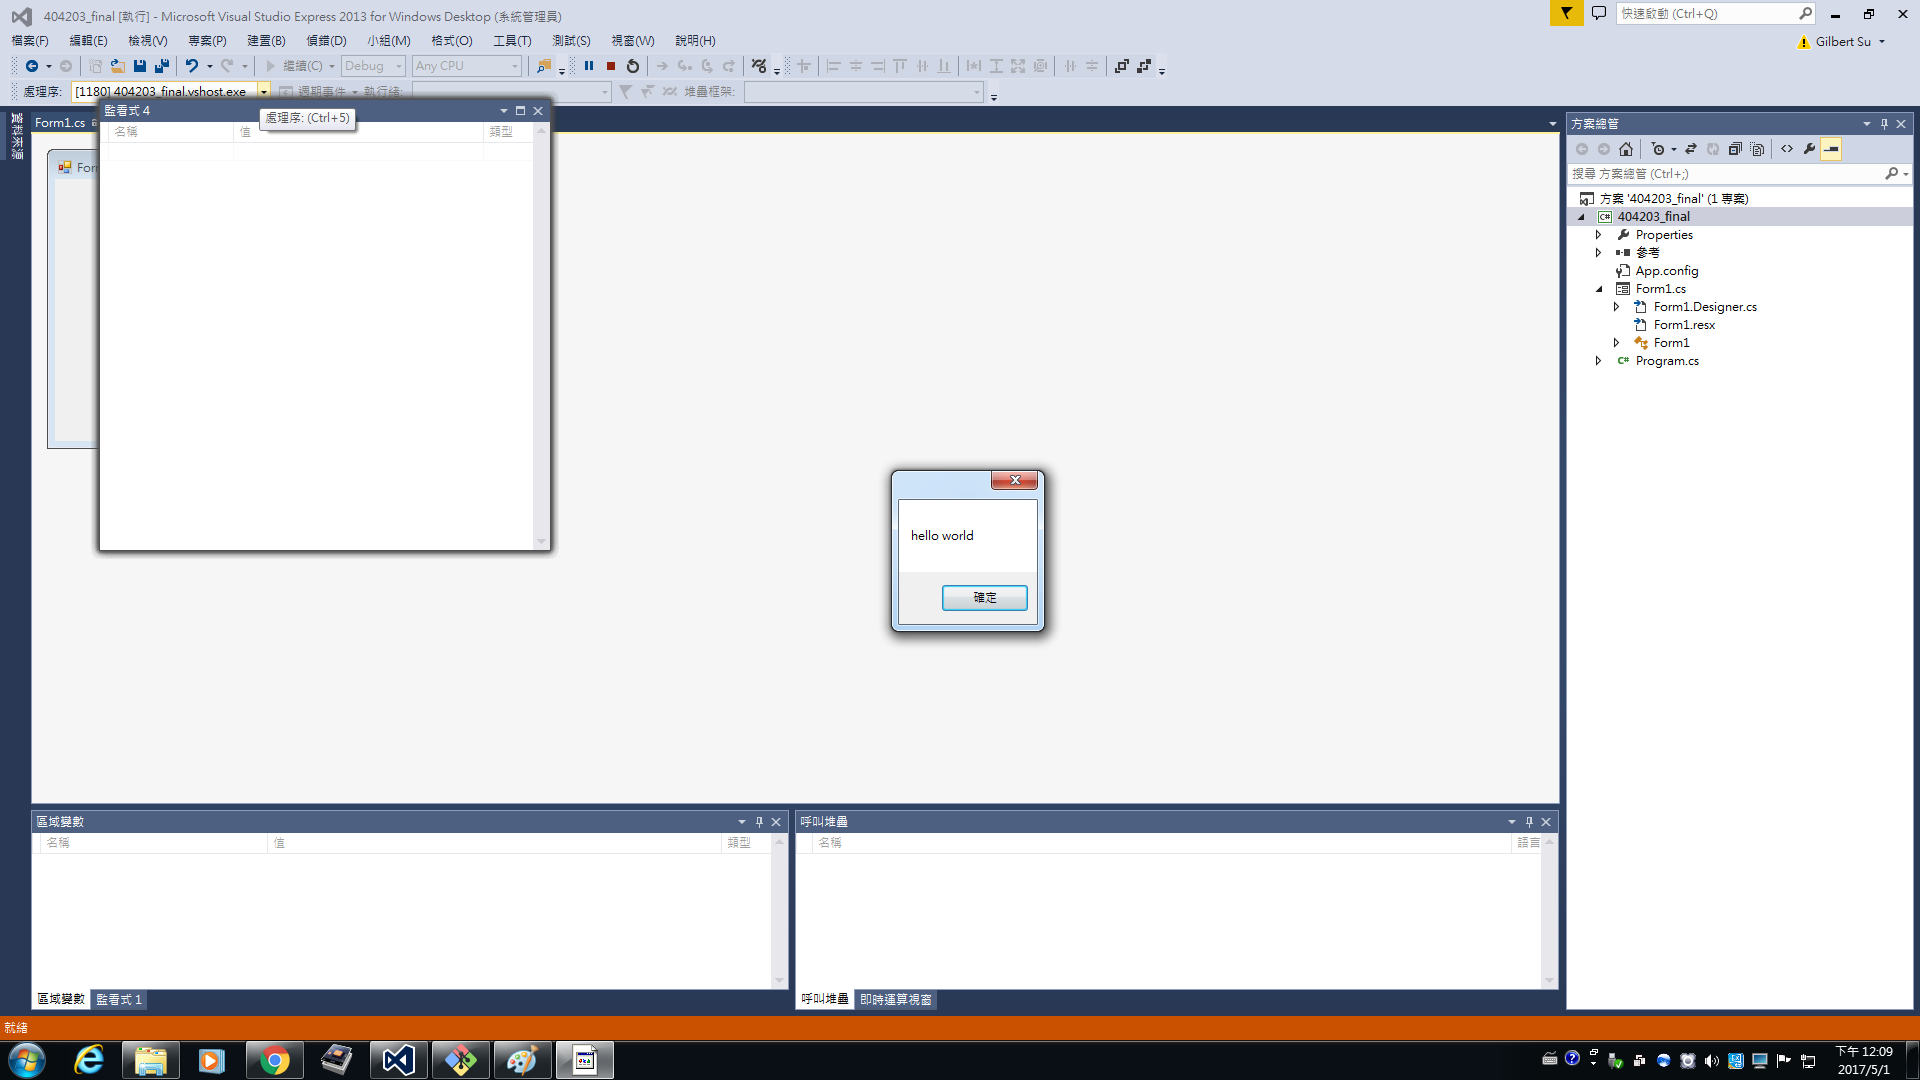 404203_final [執行] - Microsoft Visual Studio Express 2013 for Windows Desktop (系統管理員)
快速啟動 (Ctrl+Q)
檔案(F) 編輯(E) 檢視(V) 專案(P) 建置(B) 偵錯(D) 小組(M) 格式(O) 工具(T) 測試(S) 視窗(W) 說明(H)
Gilbert Su
繼續(C) Debug Any CPU
處理序: [1180] 404203_final.vshost.exe 週期事件 執行緒: 堆疊框架:
資料來源
Form1.cs
監看式 4
處理序: (Ctrl+5)
名稱 值 類型
方案總管
搜尋 方案總管 (Ctrl+;)
方案 '404203_final' (1 專案)
404203_final
Properties
參考
App.config
Form1.cs
Form1.Designer.cs
Form1.resx
Form1
Program.cs
hello world
確定
區域變數
名稱 值 類型
區域變數 監看式 1
呼叫堆疊
名稱 語言
呼叫堆疊 即時運算視窗
就緒
下午 12:09
2017/5/1